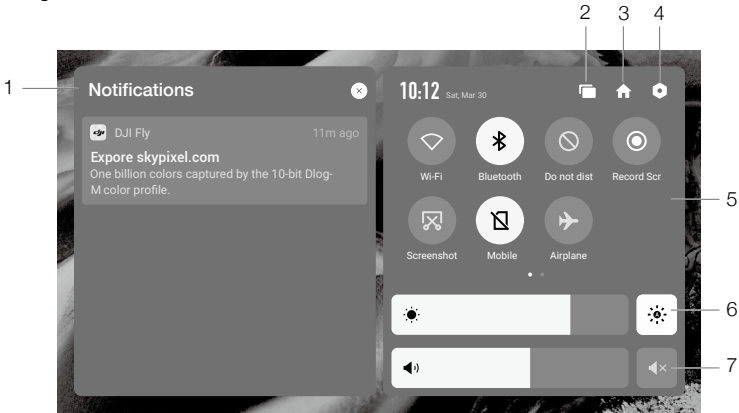 2 3 4
1
Notifications
10:12 Sat, Mar 30
DJI Fly 11m ago
Expore skypixel.com
One billion colors captured by the 10-bit Dlog-
M color profile.
Wi-Fi Bluetooth Do not dist Record Scr
5
Screenshot Mobile Airplane
6
7